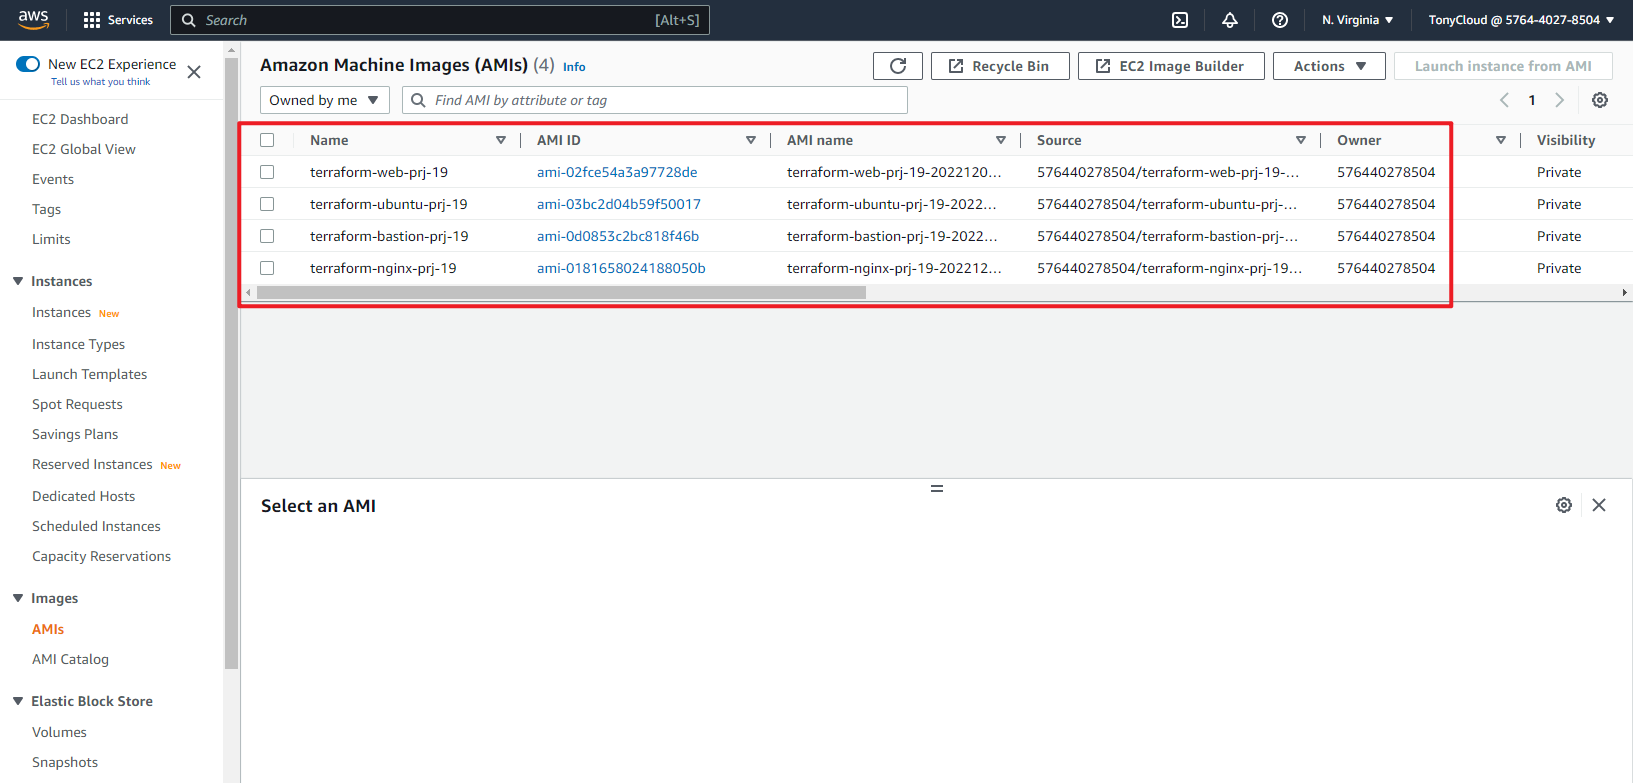 aws Services Search [Alt+S] N. Virginia TonyCloud @ 5764-4027-8504
New EC2 Experience
Tell us what you think
EC2 Dashboard
EC2 Global View
Events
Tags
Limits
Instances
Instances New
Instance Types
Launch Templates
Spot Requests
Savings Plans
Reserved Instances New
Dedicated Hosts
Scheduled Instances
Capacity Reservations
Images
AMIs
AMI Catalog
Elastic Block Store
Volumes
Snapshots
Amazon Machine Images (AMIs) (4) Info Recycle Bin EC2 Image Builder Actions Launch instance from AMI
Owned by me Find AMI by attribute or tag 1
Name AMI ID AMI name Source Owner Visibility
terraform-web-prj-19 ami-02fce54a3a97728de terraform-web-prj-19-2022120... 576440278504/terraform-web-prj-19-... 576440278504 Private
terraform-ubuntu-prj-19 ami-03bc2d04b59f50017 terraform-ubuntu-prj-19-2022... 576440278504/terraform-ubuntu-prj-... 576440278504 Private
terraform-bastion-prj-19 ami-0d0853c2bc818f46b terraform-bastion-prj-19-2022... 576440278504/terraform-bastion-prj-... 576440278504 Private
terraform-nginx-prj-19 ami-0181658024188050b terraform-nginx-prj-19-202212... 576440278504/terraform-nginx-prj-19... 576440278504 Private
Select an AMI